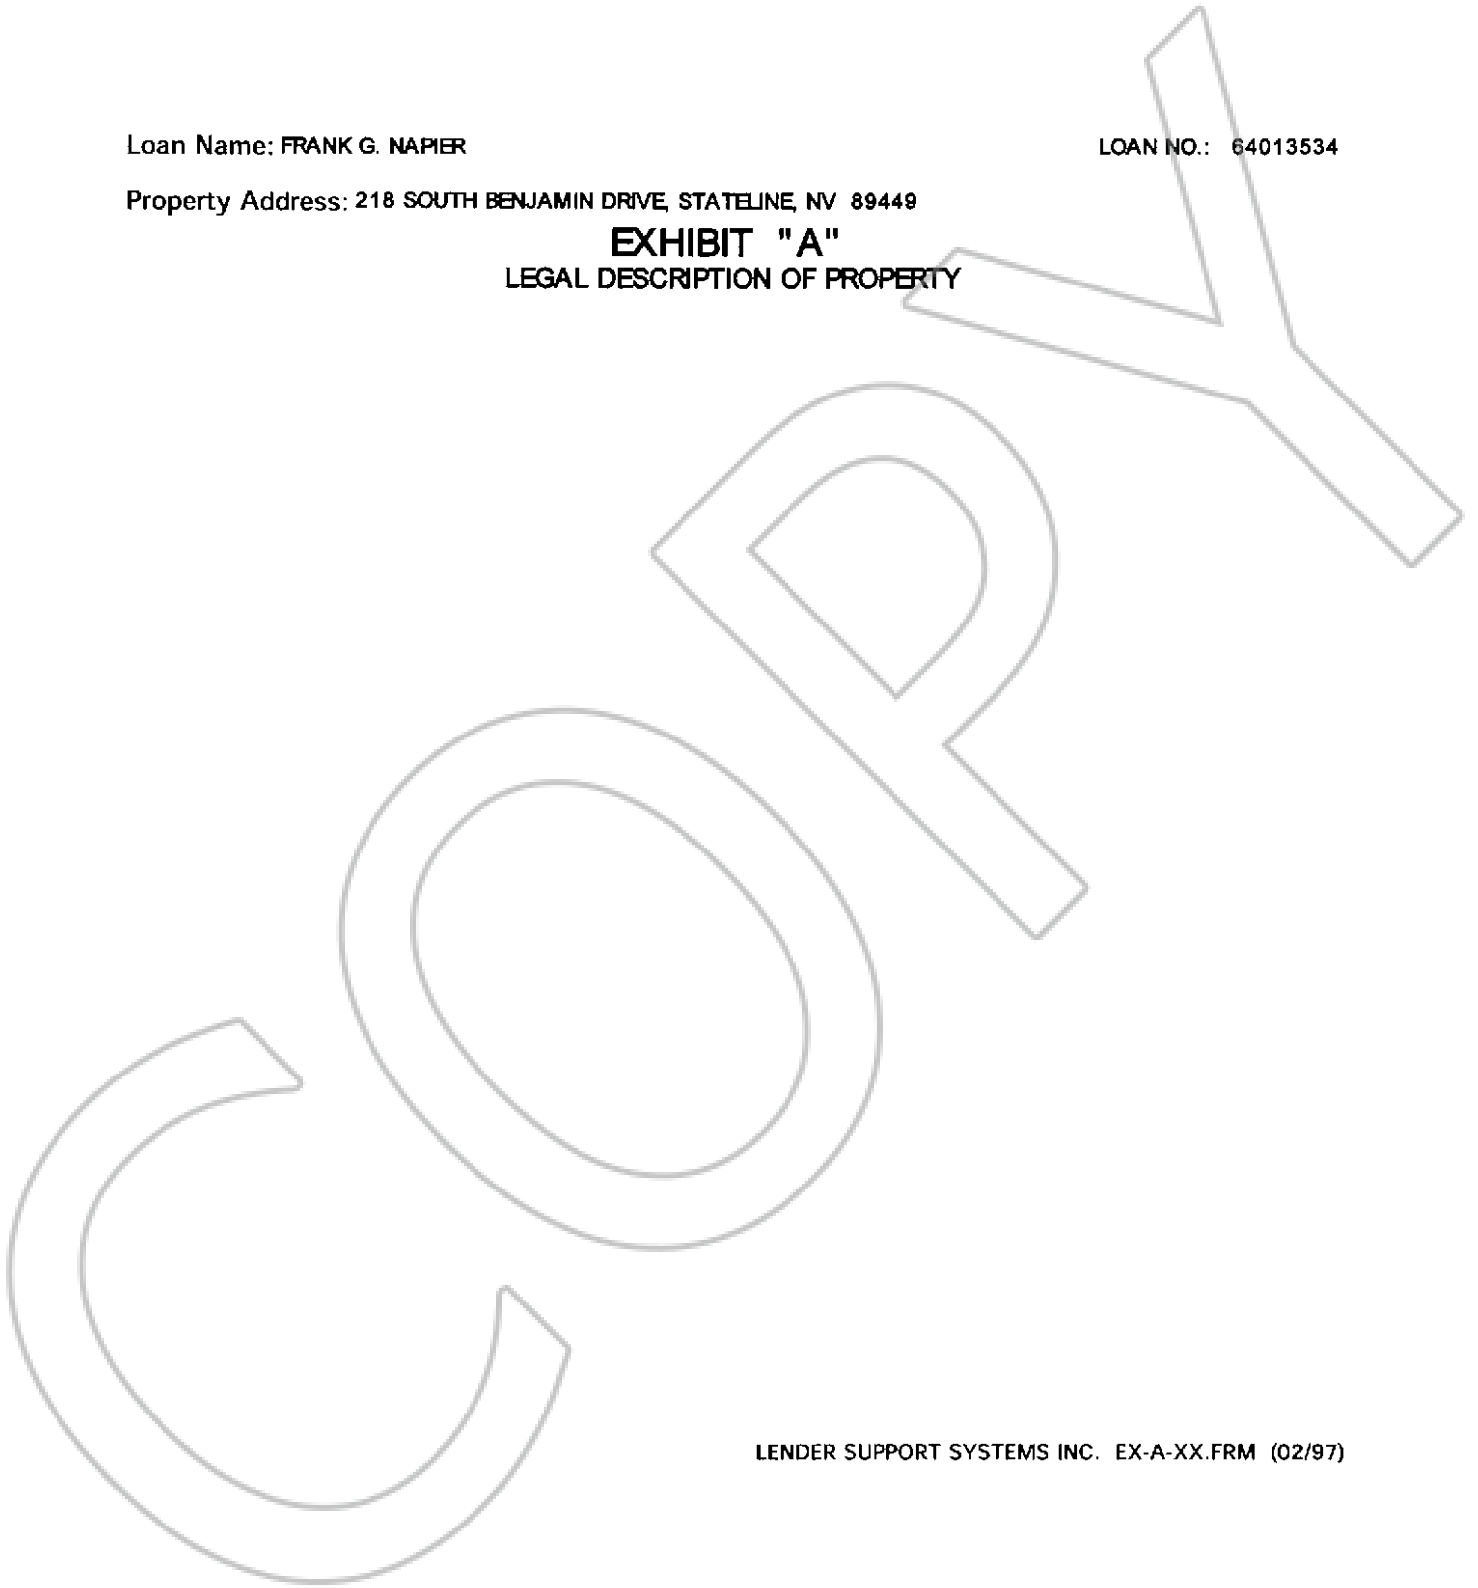 Loan Name: FRANK G. NAPIER LOAN NO.: 64013534
Property Address: 218 SOUTH BENJAMIN DRIVE, STATELINE, NV 89449
EXHIBIT "A"
LEGAL DESCRIPTION OF PROPERTY
COPY
LENDER SUPPORT SYSTEMS INC. EX-A-XX.FRM (02/97)